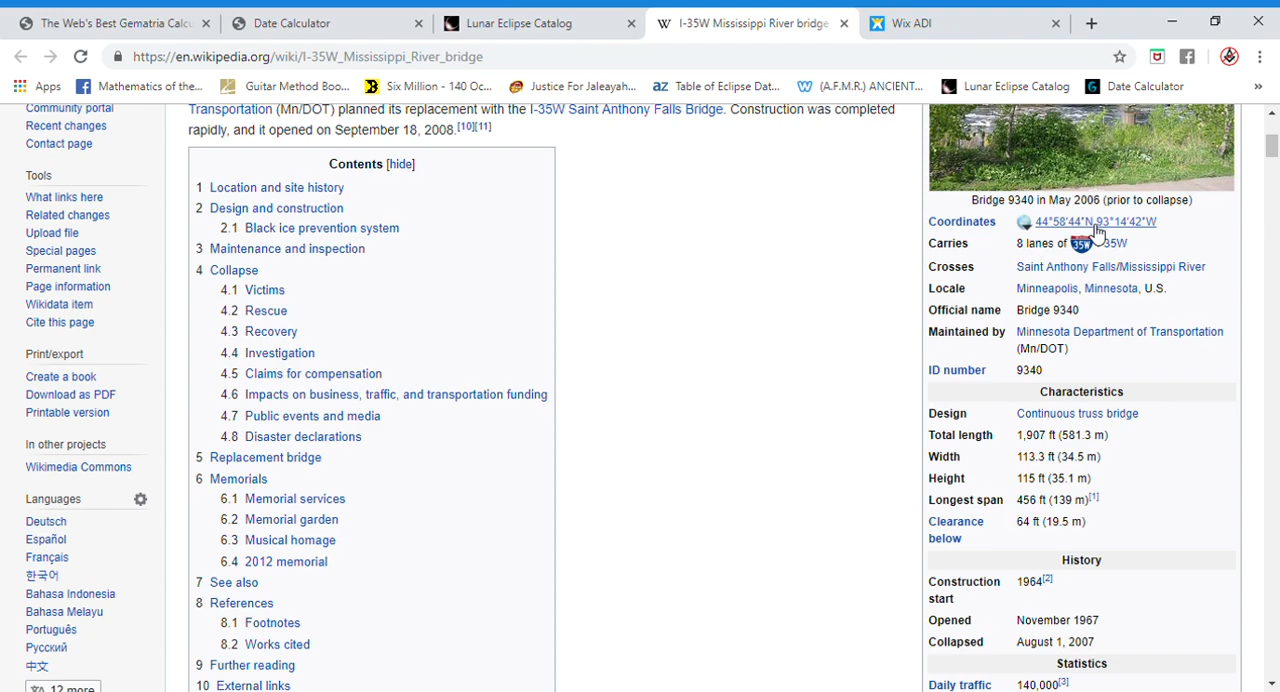 The Web's Best Gematria Calcu
Date Calculator
Lunar Eclipse Catalog
I-35W Mississippi River bridge
Wix ADI
https://en.wikipedia.org/wiki/I-35W_Mississippi_River_bridge
Apps
Mathematics of the...
Guitar Method Boo...
Six Million - 140 Oc...
Justice For Jaleayah...
az Table of Eclipse Dat...
(A.F.M.R.) ANCIENT...
Lunar Eclipse Catalog
Date Calculator
»
Community portal
Recent changes
Contact page
Tools
What links here
Related changes
Upload file
Special pages
Permanent link
Page information
Wikidata item
Cite this page
Print/export
Create a book
Download as PDF
Printable version
In other projects
Wikimedia Commons
Languages
Deutsch
Español
Français
한국어
Bahasa Indonesia
Bahasa Melayu
Português
Русский
中文
12 more
Transportation (Mn/DOT) planned its replacement with the I-35W Saint Anthony Falls Bridge. Construction was completed
rapidly, and it opened on September 18, 2008.[10][11]
Contents [hide]
1 Location and site history
2 Design and construction
2.1 Black ice prevention system
3 Maintenance and inspection
4 Collapse
4.1 Victims
4.2 Rescue
4.3 Recovery
4.4 Investigation
4.5 Claims for compensation
4.6 Impacts on business, traffic, and transportation funding
4.7 Public events and media
4.8 Disaster declarations
5 Replacement bridge
6 Memorials
6.1 Memorial services
6.2 Memorial garden
6.3 Musical homage
6.4 2012 memorial
7 See also
8 References
8.1 Footnotes
8.2 Works cited
9 Further reading
10 External links
Bridge 9340 in May 2006 (prior to collapse)
Coordinates 44°58′44″N 93°14′42″W
Carries 8 lanes of 35W 35W
Crosses Saint Anthony Falls/Mississippi River
Locale Minneapolis, Minnesota, U.S.
Official name Bridge 9340
Maintained by Minnesota Department of Transportation
(Mn/DOT)
ID number 9340
Characteristics
Design Continuous truss bridge
Total length 1,907 ft (581.3 m)
Width 113.3 ft (34.5 m)
Height 115 ft (35.1 m)
Longest span 456 ft (139 m)[1]
Clearance 64 ft (19.5 m)
below
History
Construction 1964[2]
start
Opened November 1967
Collapsed August 1, 2007
Statistics
Daily traffic 140,000[3]